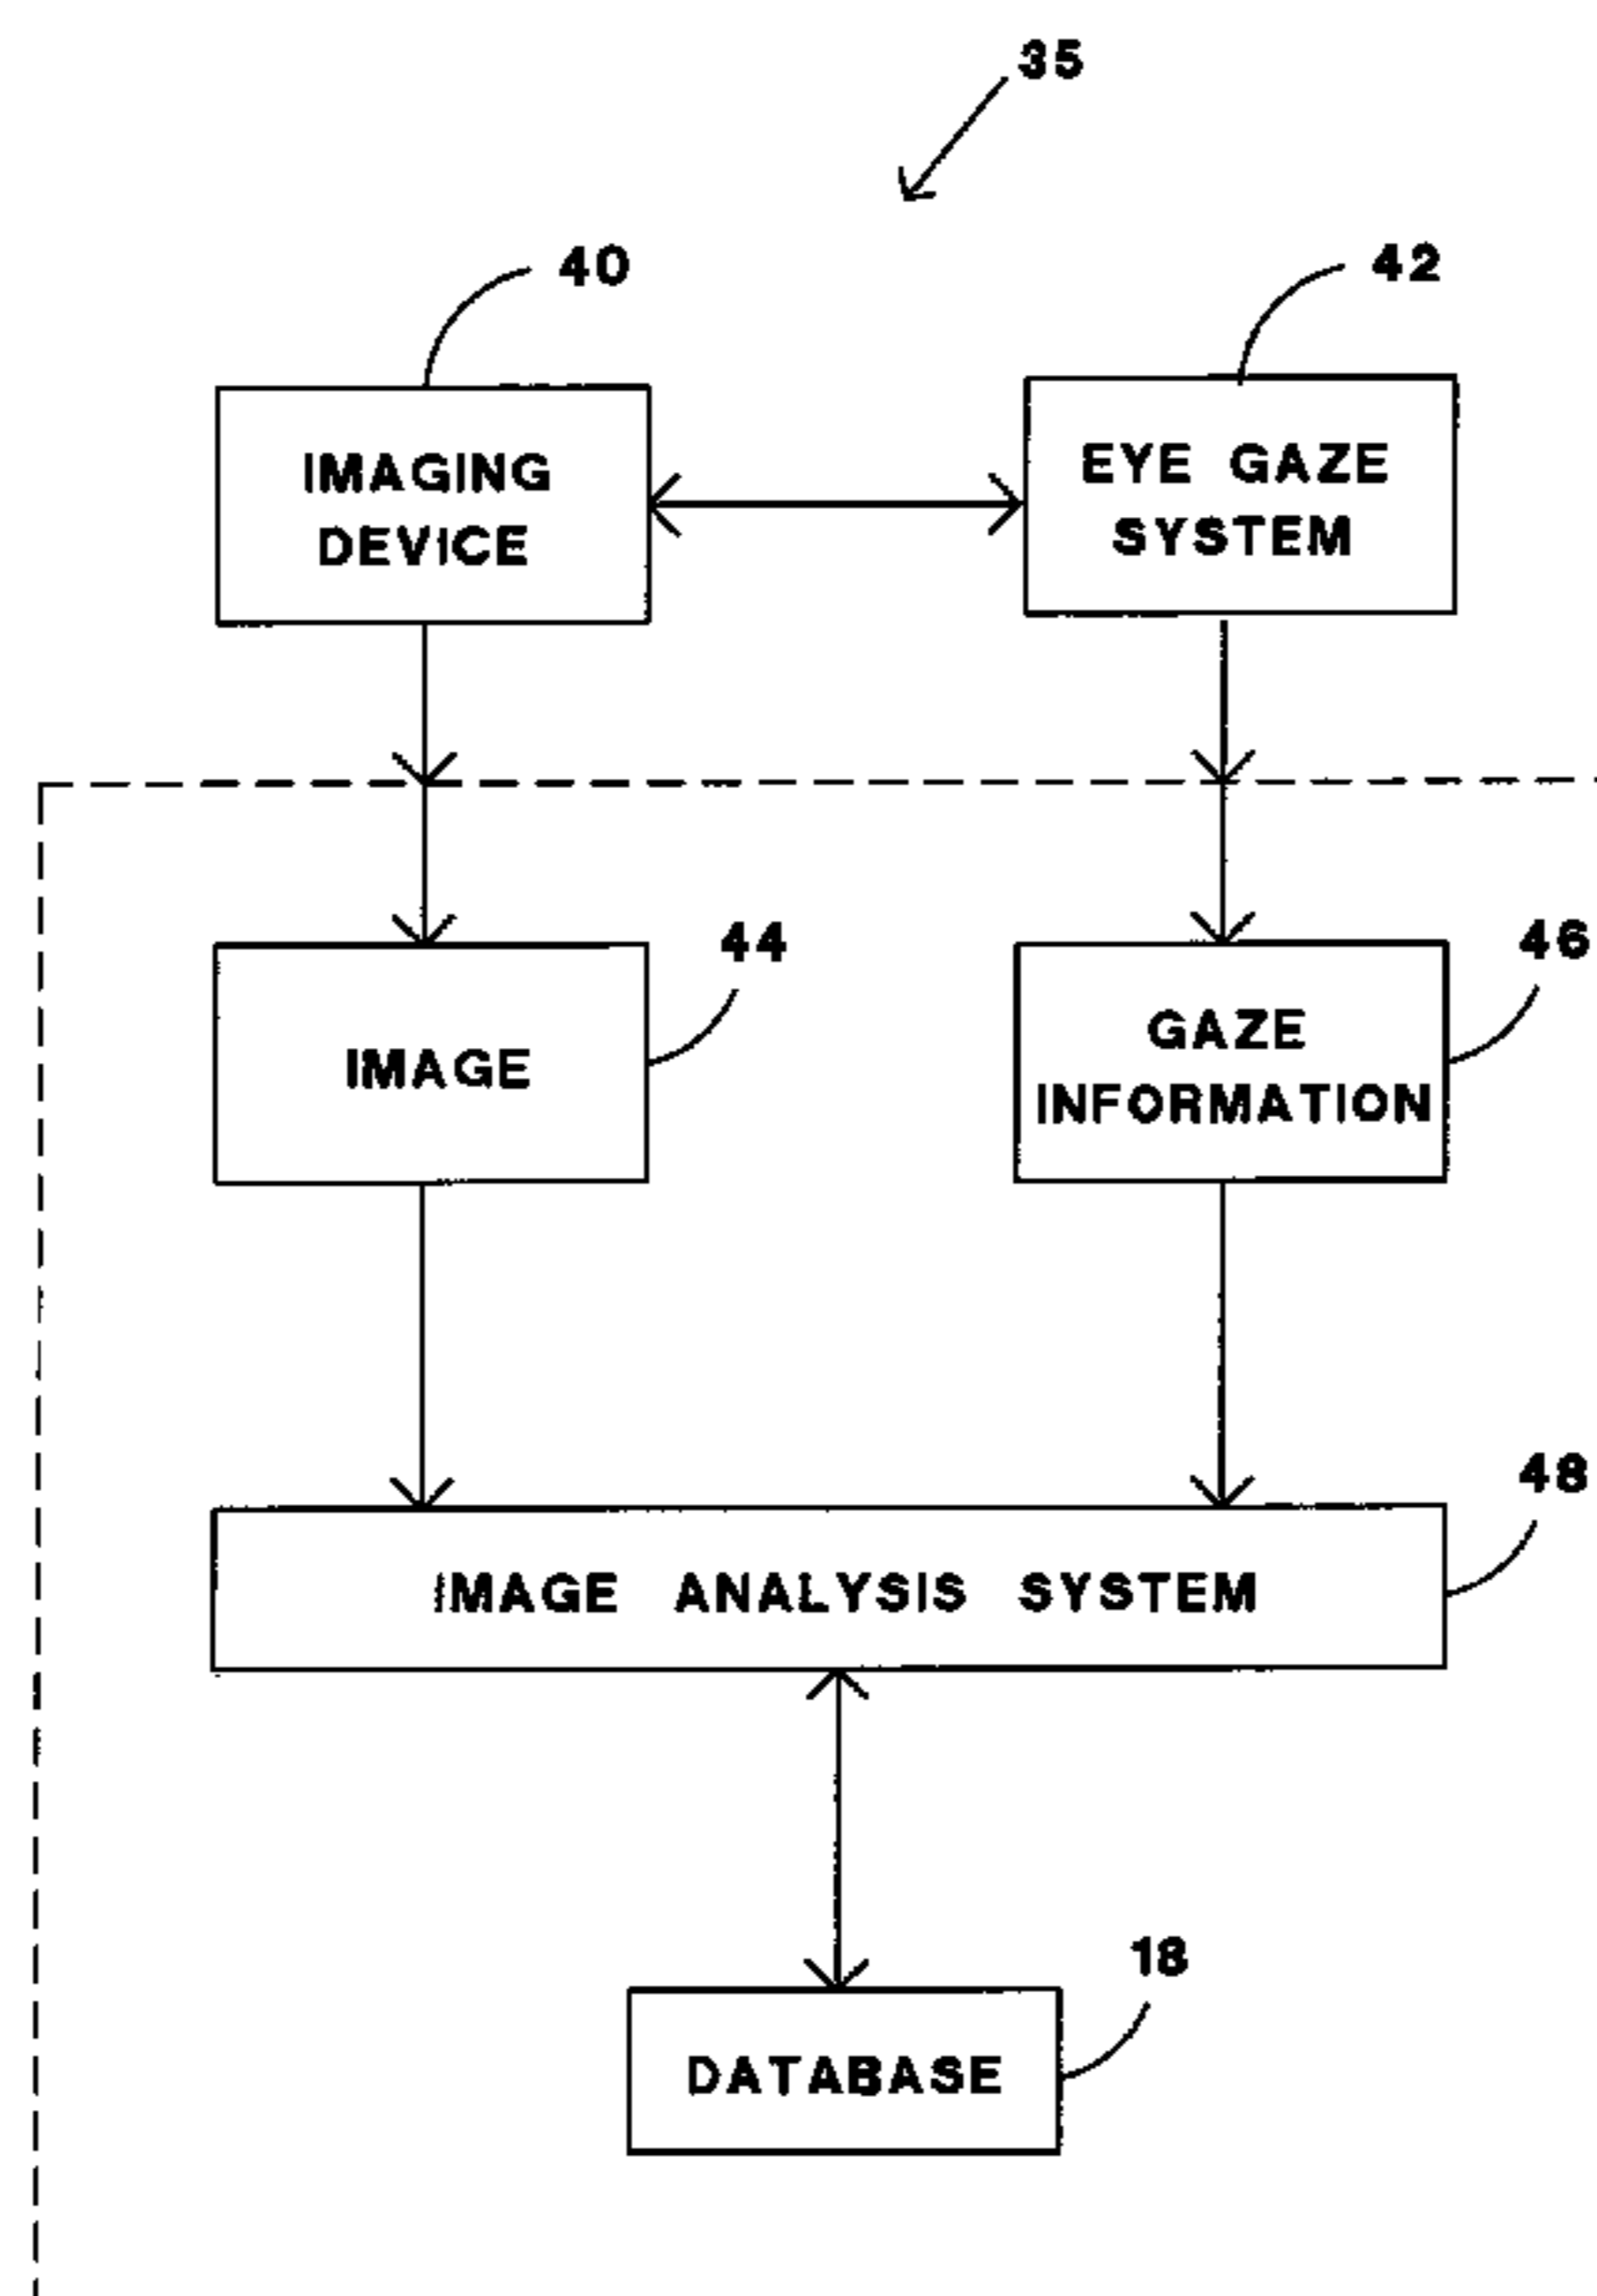 35
40
42
IMAGING
DEVICE
EYE GAZE
SYSTEM
44
46
IMAGE
GAZE
INFORMATION
48
IMAGE ANALYSIS SYSTEM
18
DATABASE